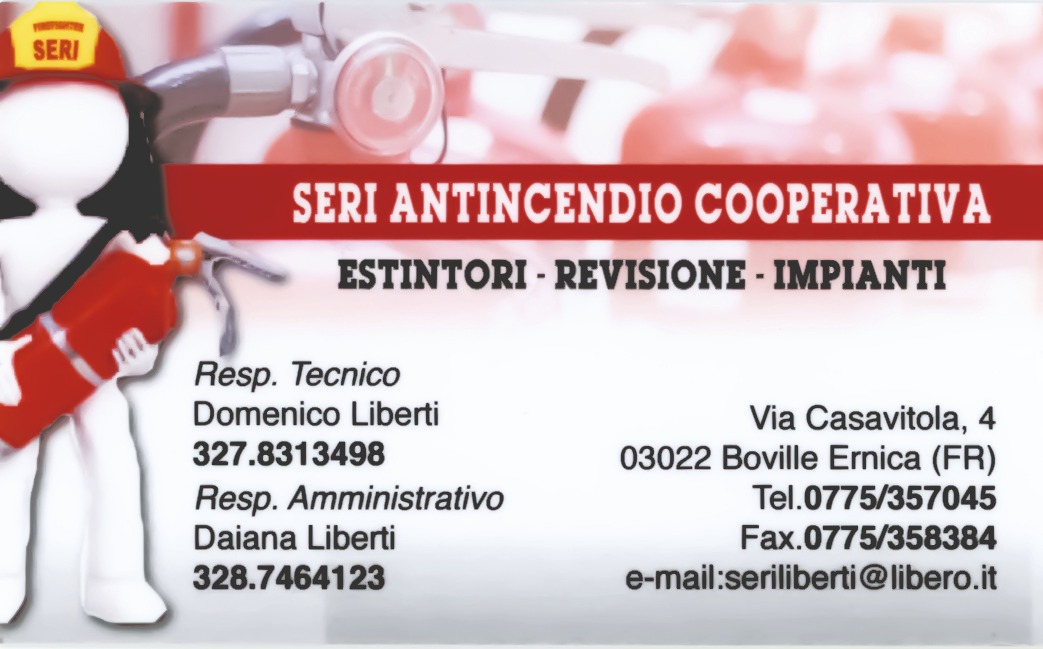 FIREFIGHTER
SERI
SERI ANTINCENDIO COOPERATIVA
ESTINTORI - REVISIONE - IMPIANTI
Resp. Tecnico
Domenico Liberti
327.8313498
Resp. Amministrativo
Daiana Liberti
328.7464123
Via Casavitola, 4
03022 Boville Ernica (FR)
Tel.0775/357045
Fax.0775/358384
e-mail:seriliberti@libero.it